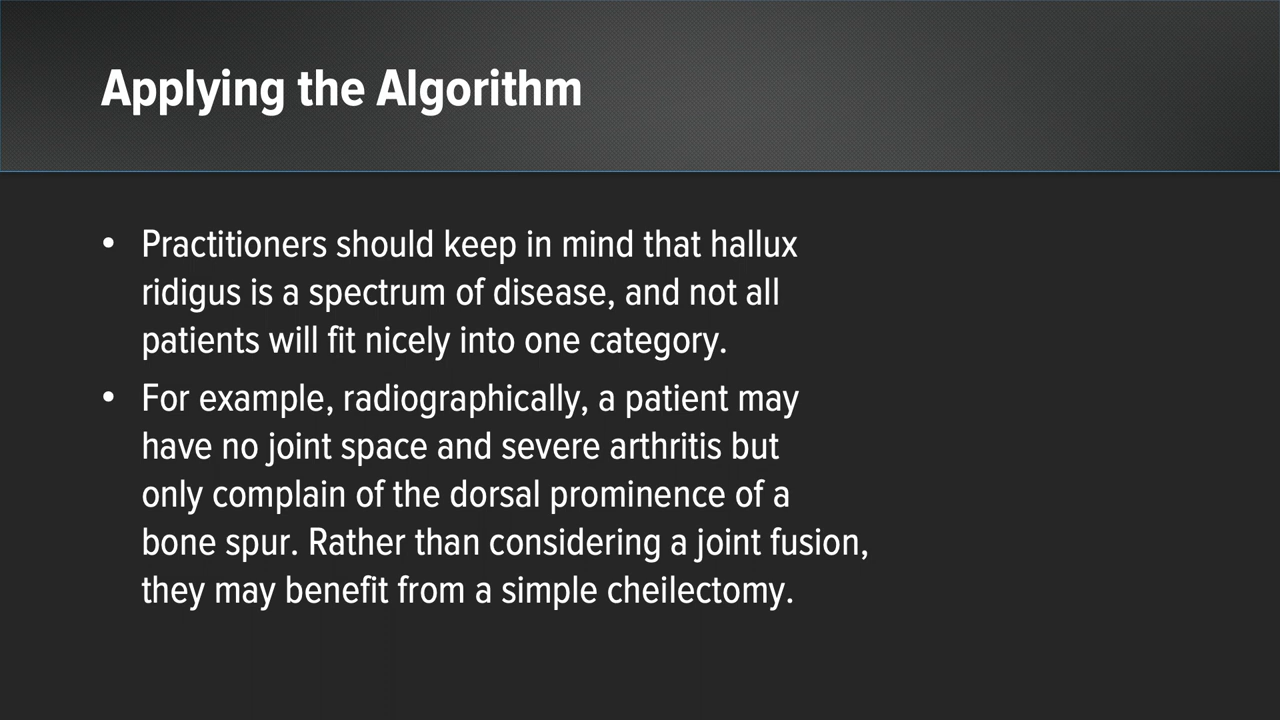 Applying the Algorithm
• Practitioners should keep in mind that hallux
ridigus is a spectrum of disease, and not all
patients will fit nicely into one category.
• For example, radiographically, a patient may
have no joint space and severe arthritis but
only complain of the dorsal prominence of a
bone spur. Rather than considering a joint fusion,
they may benefit from a simple cheilectomy.